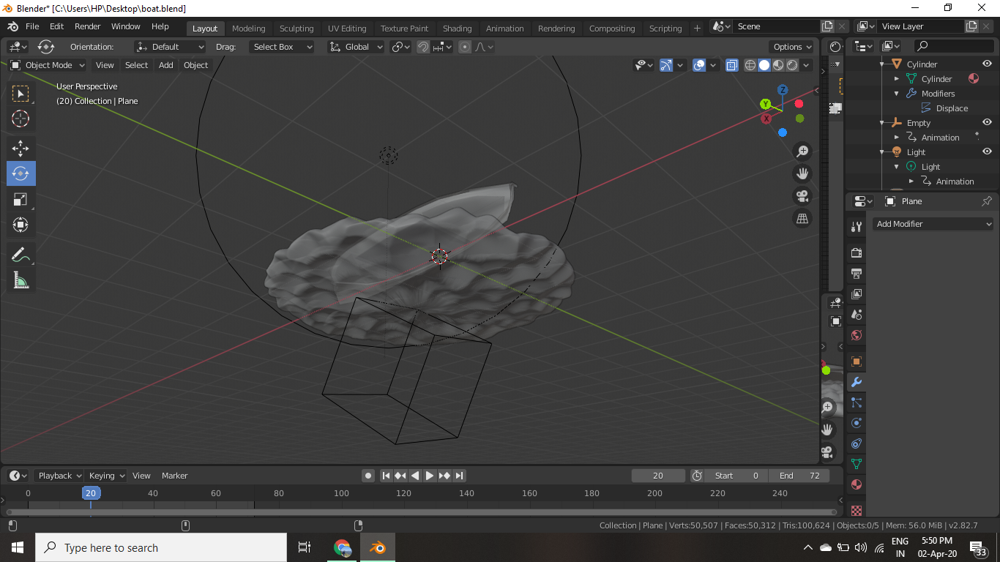 Blender* [C:\Users\HP\Desktop\boat.blend]
File Edit Render Window Help Layout Modeling Sculpting UV Editing Texture Paint Shading Animation Rendering Compositing Scripting + Scene View Layer
Orientation: Default Drag: Select Box Global Options
Object Mode View Select Add Object
User Perspective
(20) Collection | Plane
Z
Y
X
Cylinder
Cylinder
Modifiers
Displace
Empty
Animation
Light
Light
Animation
Plane
Add Modifier
Playback Keying View Marker 20 Start 0 End 72
0 20 40 60 80 100 120 140 160 180 200 220 240
Collection | Plane | Verts:50,507 | Faces:50,312 | Tris:100,624 | Objects:0/5 | Mem: 56.0 MiB | v2.82.7
Type here to search
ENG
IN
5:50 PM
02-Apr-20
33